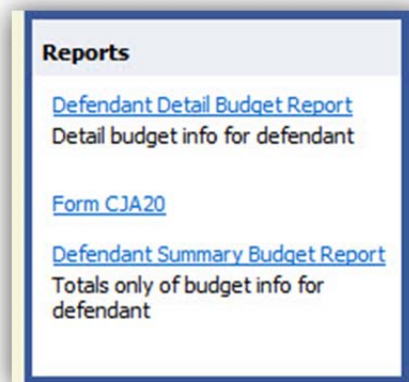 Reports
Defendant Detail Budget Report
Detail budget info for defendant
Form CJA20
Defendant Summary Budget Report
Totals only of budget info for
defendant